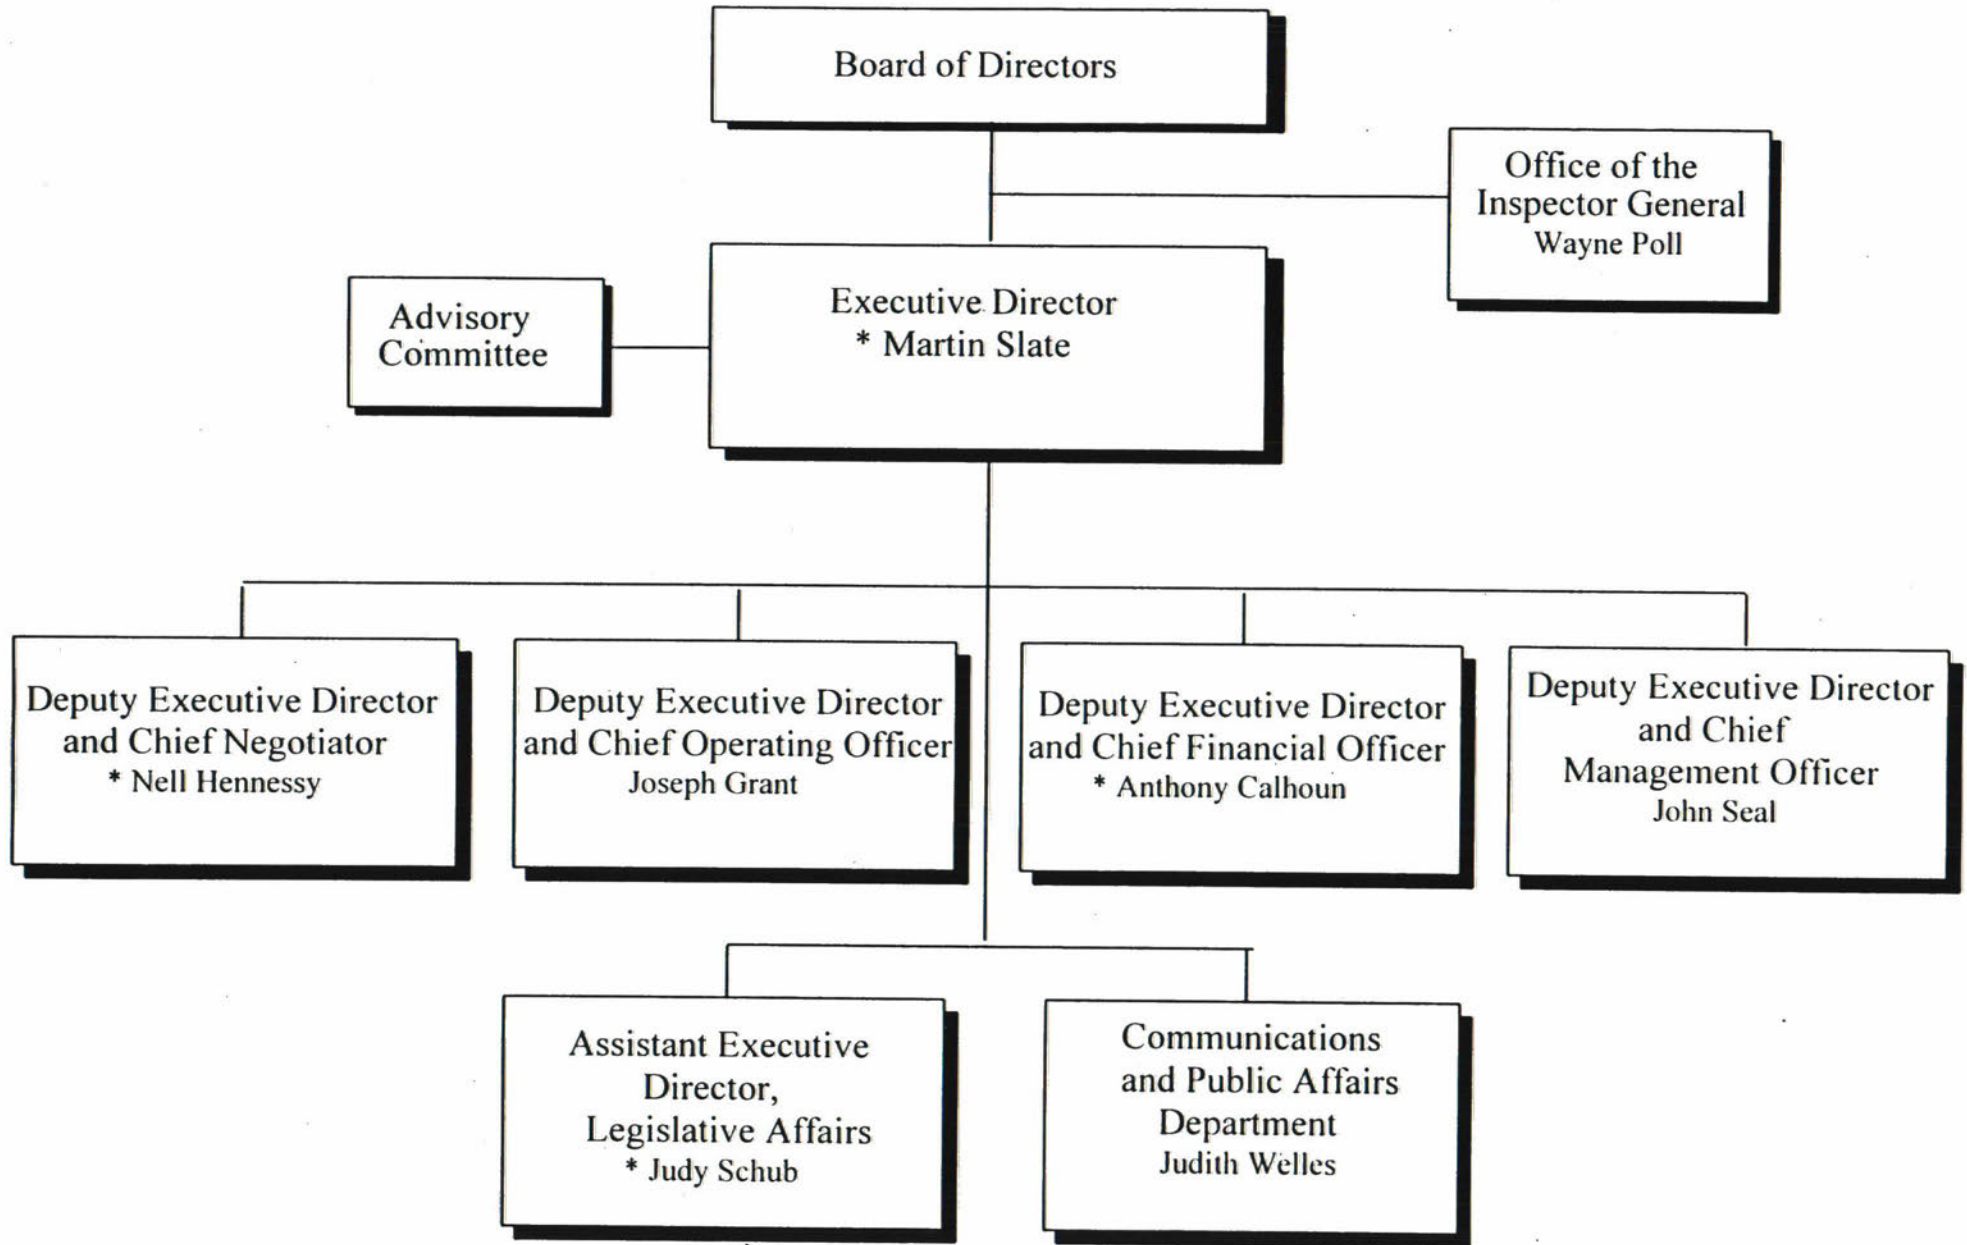 Board of Directors
Office of the
Inspector General
Wayne Poll
Advisory
Committee
Executive Director
* Martin Slate
Deputy Executive Director
and Chief Negotiator
* Nell Hennessy
Deputy Executive Director
and Chief Operating Officer
Joseph Grant
Deputy Executive Director
and Chief Financial Officer
* Anthony Calhoun
Deputy Executive Director
and Chief
Management Officer
John Seal
Assistant Executive
Director,
Legislative Affairs
* Judy Schub
Communications
and Public Affairs
Department
Judith Welles